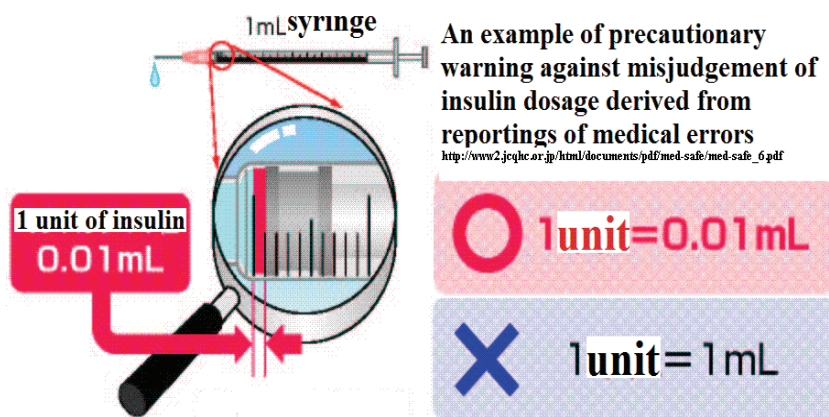 1mL syringe
An example of precautionary
warning against misjudgement of
insulin dosage derived from
reportings of medical errors
http://www2.jcqhc.or.jp/html/documents/pdf/med-safe/med-safe_6.pdf
1 unit of insulin
0.01mL
1unit=0.01mL
1unit=1mL